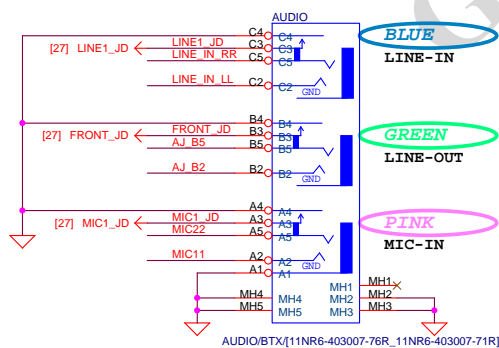 AUDIO
C4 C4 BLUE
[27] LINE1_JD LINE1_JD C3 C3
LINE_IN_RR C5 C5 LINE-IN
LINE_IN_LL C2 C2
GND
B4 B4
[27] FRONT_JD FRONT_JD B3 B3 GREEN
AJ_B5 B5 B5
LINE-OUT
AJ_B2 B2 B2
GND
A4 A4
[27] MIC1_JD MIC1_JD A3 A3 PINK
MIC22 A5 A5
MIC-IN
MIC11 A2 A2
GND
A1 A1
MH1 MH1
MH4 MH4 MH2 MH2
MH5 MH5 MH3 MH3
AUDIO/BTX/[11NR6-403007-76R_11NR6-403007-71R]